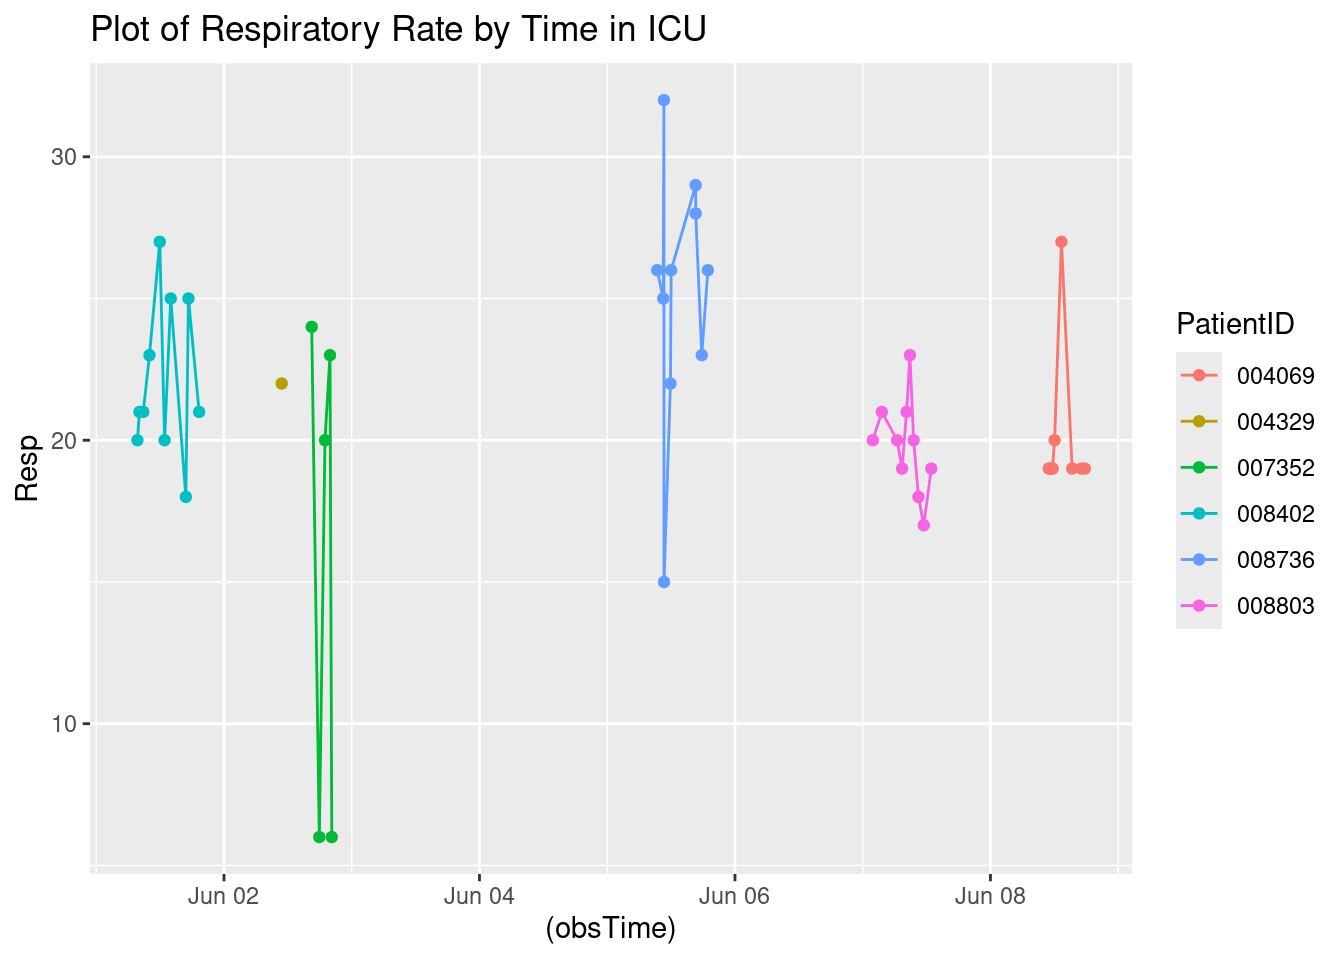 Plot of Respiratory Rate by Time in ICU
30
20
10
Resp
Jun 02
Jun 04
Jun 06
Jun 08
(obsTime)
PatientID
004069
004329
007352
008402
008736
008803